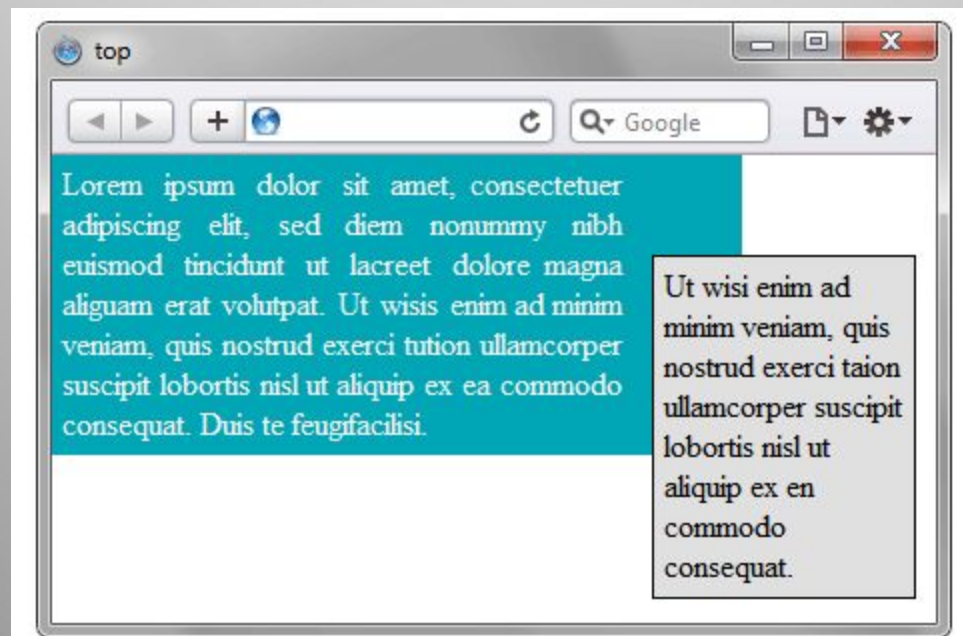 top
Google
Lorem ipsum dolor sit amet, consectetuer
adipiscing elit, sed diem nonummy nibh
euismod tincidunt ut lacreet dolore magna
aliguam erat volutpat. Ut wisis enim ad minim
veniam, quis nostrud exerci tution ullamcorper
suscipit lobortis nisl ut aliquip ex ea commodo
consequat. Duis te feugifacilisi.
Ut wisi enim ad
minim veniam, quis
nostrud exerci taion
ullamcorper suscipit
lobortis nisl ut
aliquip ex en
commodo
consequat.